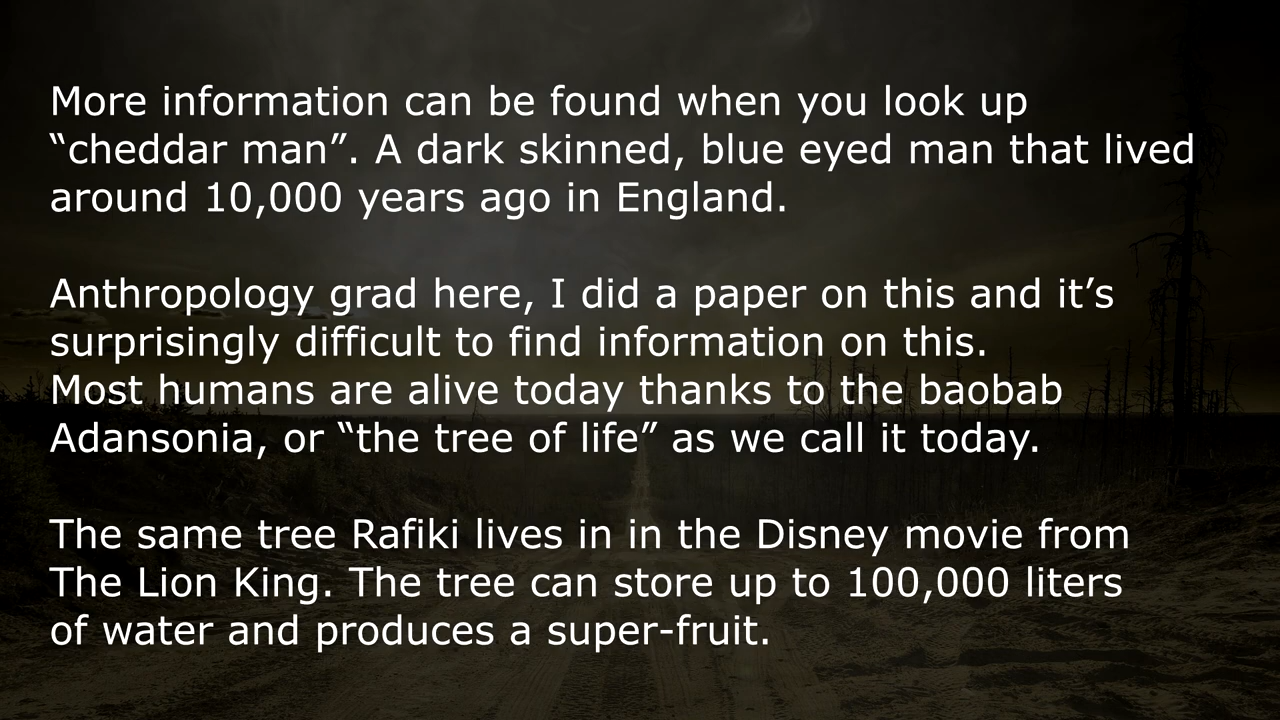 More information can be found when you look up
“cheddar man”. A dark skinned, blue eyed man that lived
around 10,000 years ago in England.
Anthropology grad here, I did a paper on this and it’s
surprisingly difficult to find information on this.
Most humans are alive today thanks to the baobab
Adansonia, or “the tree of life” as we call it today.
The same tree Rafiki lives in in the Disney movie from
The Lion King. The tree can store up to 100,000 liters
of water and produces a super-fruit.